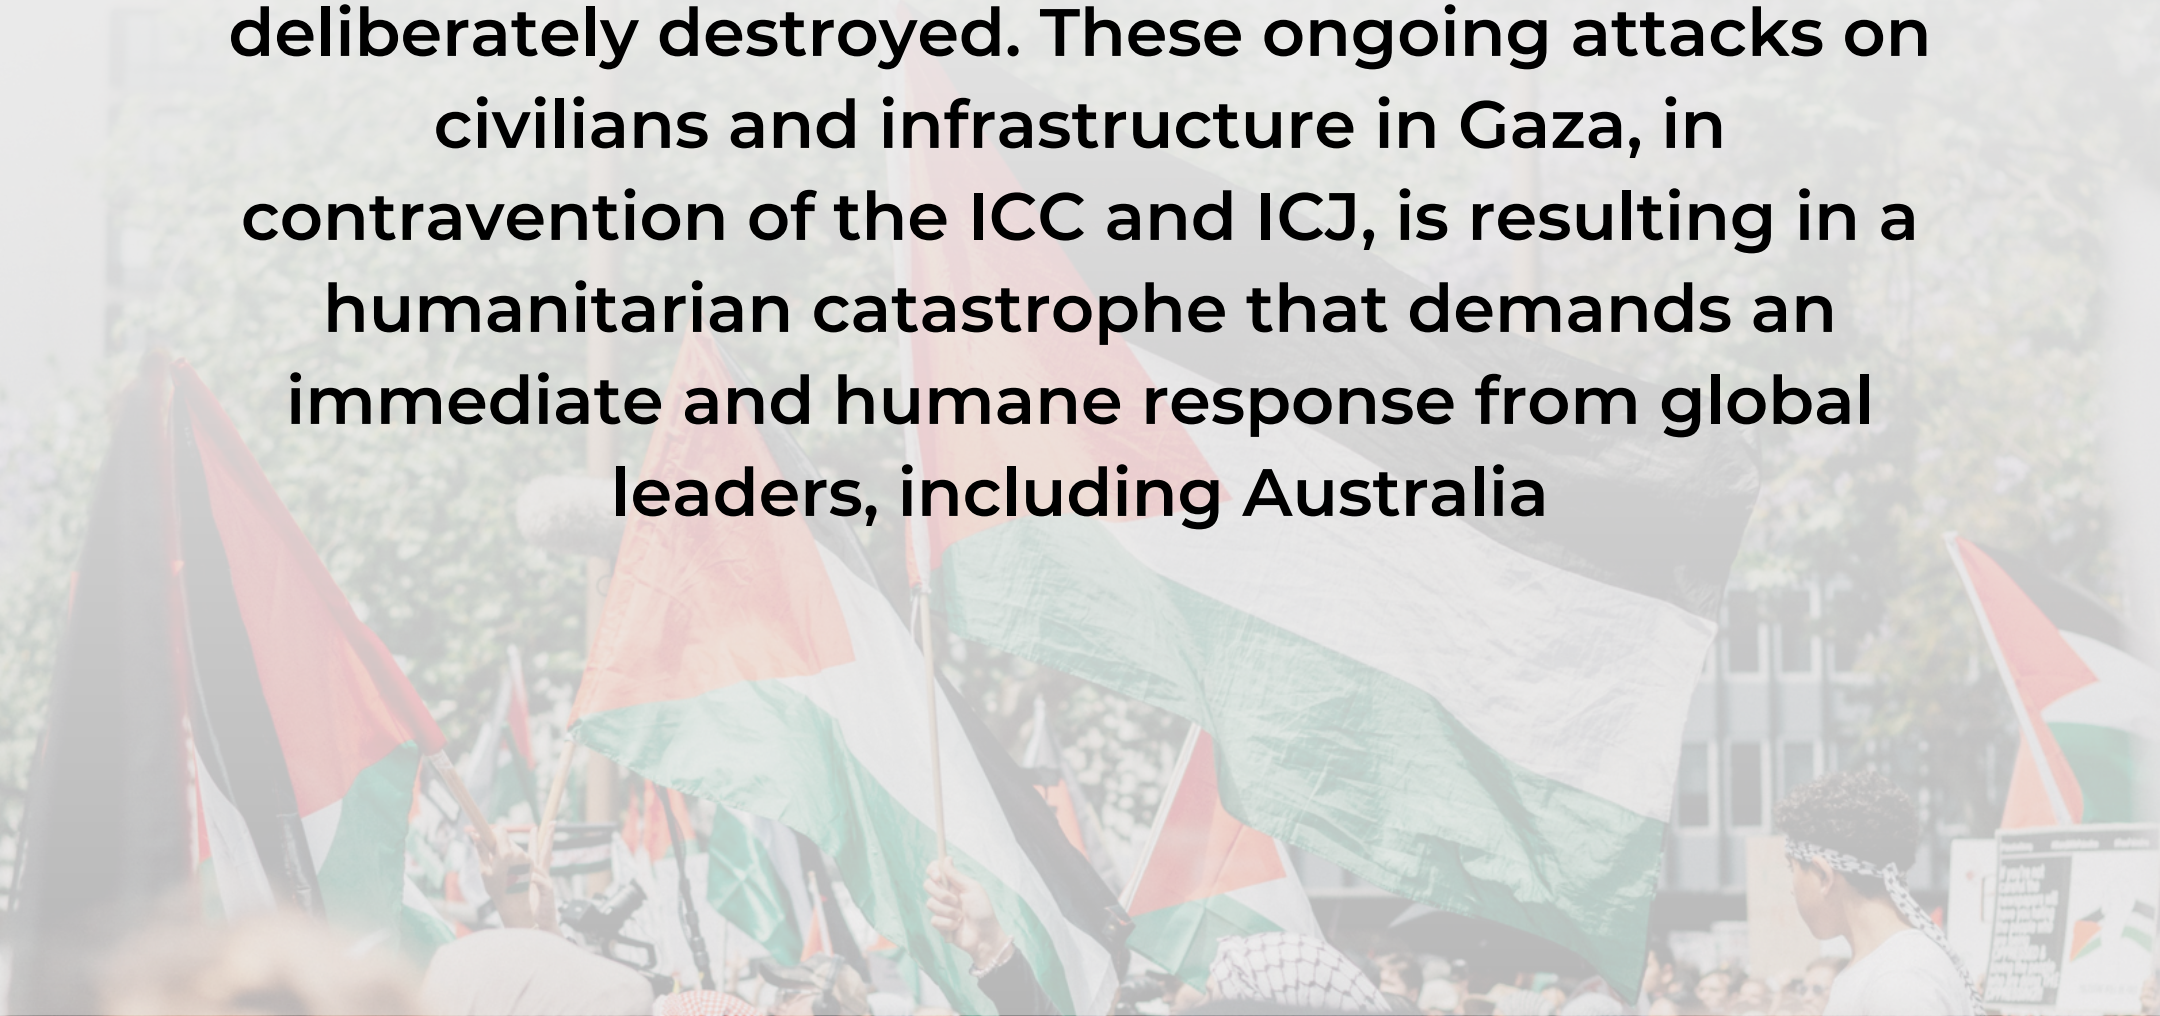 deliberately destroyed. These ongoing attacks on
civilians and infrastructure in Gaza, in
contravention of the ICC and ICJ, is resulting in a
humanitarian catastrophe that demands an
immediate and humane response from global
leaders, including Australia